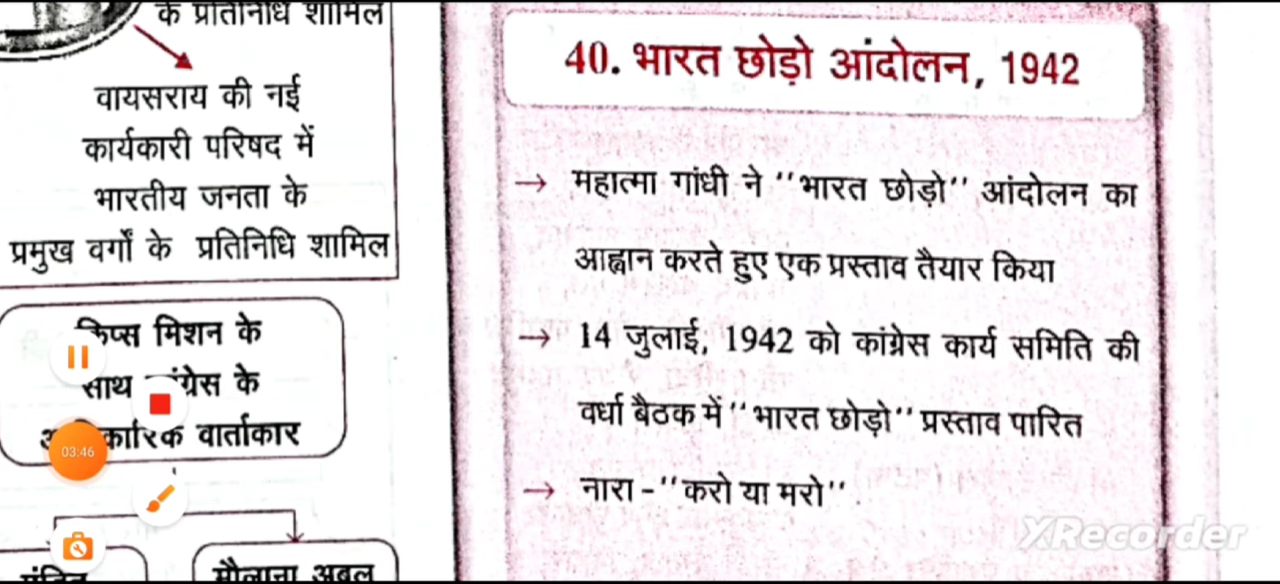 के प्रतिनिधि शामिल
वायसराय की नई
कार्यकारी परिषद में
भारतीय जनता के
प्रमुख वर्गों के प्रतिनिधि शामिल
मिशन के
साथ के
वार्ताकार
मौलाना अबुल
40. भारत छोड़ो आंदोलन, 1942
→ महात्मा गांधी ने "भारत छोड़ो" आंदोलन का
आह्वान करते हुए एक प्रस्ताव तैयार किया
→ 14 जुलाई, 1942 को कांग्रेस कार्य समिति की
वर्धा बैठक में "भारत छोड़ो" प्रस्ताव पारित
→ नारा - "करो या मरो"
03:46
XRecorder